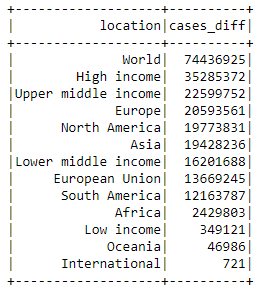 +-------------------+----------+
| location|cases_diff|
+-------------------+----------+
| World| 74436925|
| High income| 35285372|
|Upper middle income| 22599752|
| Europe| 20593561|
| North America| 19773831|
| Asia| 19428236|
|Lower middle income| 16201688|
| European Union| 13669245|
| South America| 12163787|
| Africa| 2429803|
| Low income| 349121|
| Oceania| 46986|
| International| 721|
+-------------------+----------+